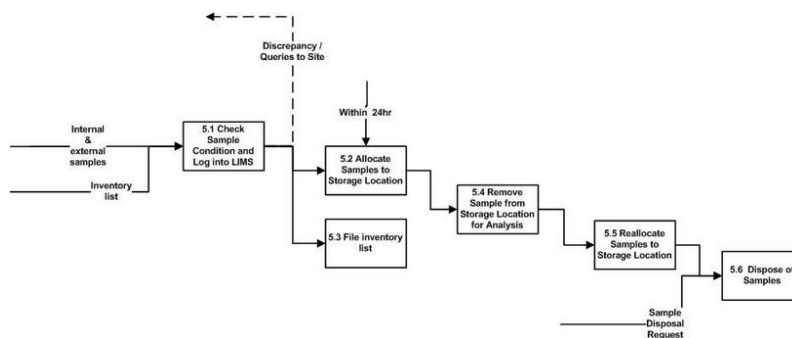 Discrepancy /
Queries to Site
Within 24hr
Internal
&
external
samples
5.1 Check
Sample
Condition and
Log into LIMS
Inventory
list
5.2 Allocate
Samples to
Storage Location
5.4 Remove
Sample from
Storage Location
for Analysis
5.3 File inventory
list
5.5 Reallocate
Samples to
Storage Location
5.6 Dispose of
Samples
Sample
Disposal
Request